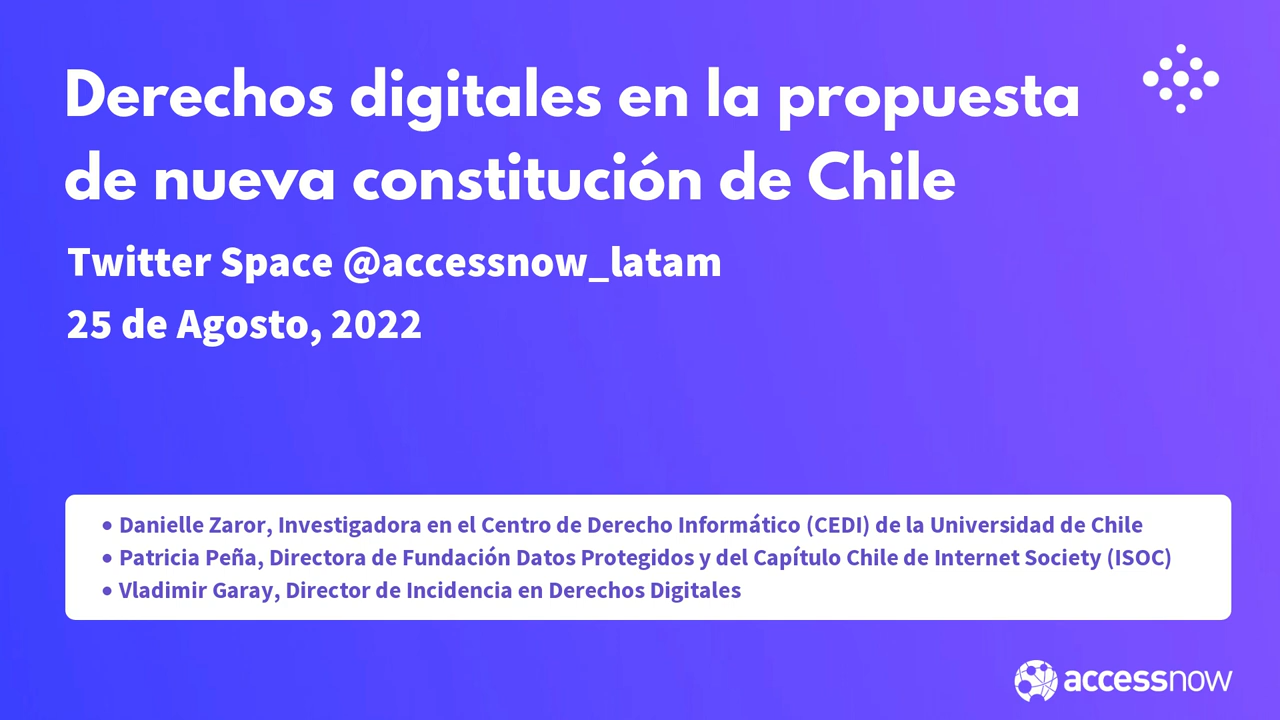 Derechos digitales en la propuesta
de nueva constitución de Chile
Twitter Space @accessnow_latam
25 de Agosto, 2022
• Danielle Zaror, Investigadora en el Centro de Derecho Informático (CEDI) de la Universidad de Chile
• Patricia Peña, Directora de Fundación Datos Protegidos y del Capítulo Chile de Internet Society (ISOC)
• Vladimir Garay, Director de Incidencia en Derechos Digitales
accessnow